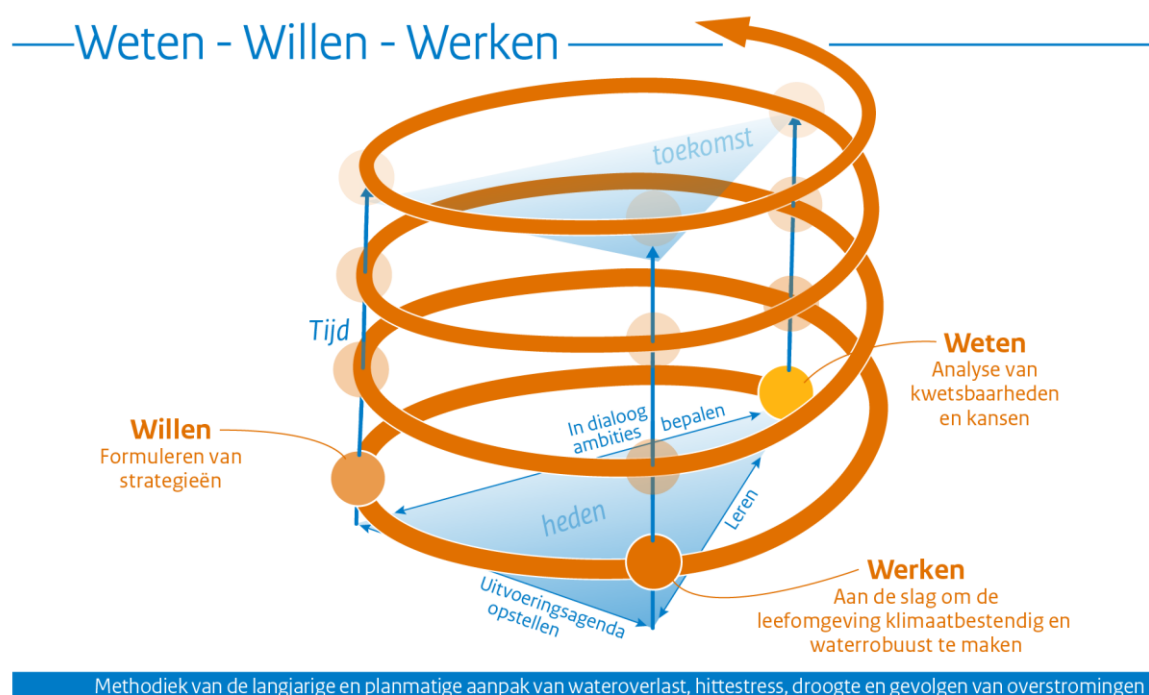 Weten - Willen - Werken
toekomst
Tijd
Weten
Analyse van
kwetsbaarheden
en kansen
In dialoog
ambities
bepalen
Willen
Formuleren van
strategieën
heden
Leren
Uitvoeringsagenda
opstellen
Werken
Aan de slag om de
leefomgeving klimaatbestendig en
waterrobuust te maken
Methodiek van de langjarige en planmatige aanpak van wateroverlast, hittestress, droogte en gevolgen van overstromingen